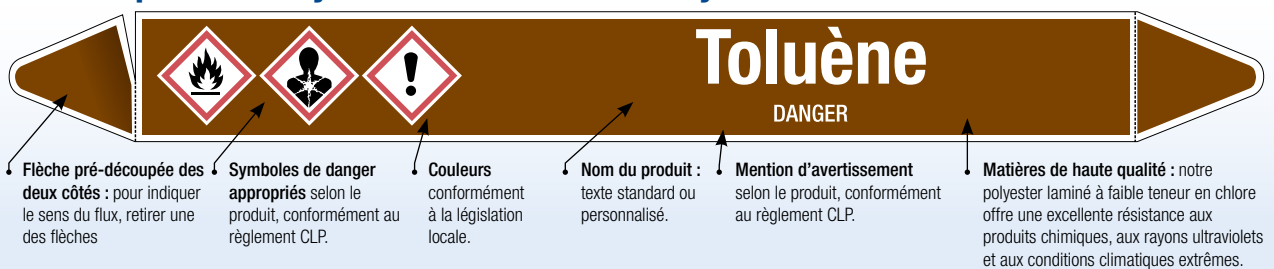 Toluène
DANGER
Flèche pré-découpée des
deux côtés : pour indiquer
le sens du flux, retirer une
des flèches
Symboles de danger
appropriés selon le
produit, conformément au
règlement CLP.
Couleurs
conformément
à la législation
locale.
Nom du produit :
texte standard ou
personnalisé.
Mention d’avertissement
selon le produit, conformément
au règlement CLP.
Matières de haute qualité : notre
polyester laminé à faible teneur en chlore
offre une excellente résistance aux
produits chimiques, aux rayons ultraviolets
et aux conditions climatiques extrêmes.